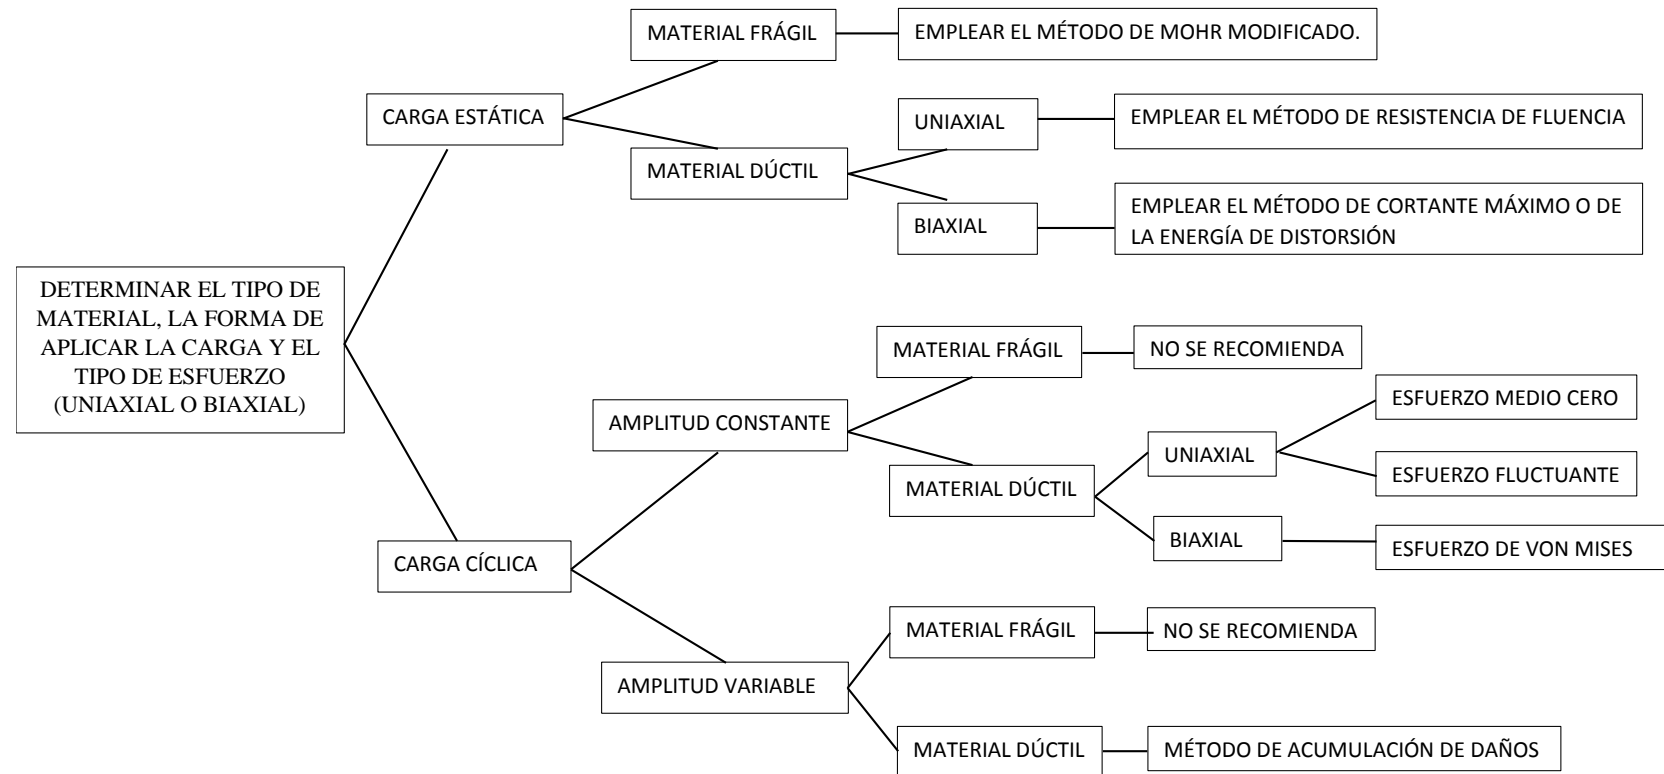 DETERMINAR EL TIPO DE
MATERIAL, LA FORMA DE
APLICAR LA CARGA Y EL
TIPO DE ESFUERZO
(UNIAXIAL O BIAXIAL)
CARGA ESTÁTICA
MATERIAL FRÁGIL
EMPLEAR EL MÉTODO DE MOHR MODIFICADO.
MATERIAL DÚCTIL
UNIAXIAL
EMPLEAR EL MÉTODO DE RESISTENCIA DE FLUENCIA
BIAXIAL
EMPLEAR EL MÉTODO DE CORTANTE MÁXIMO O DE
LA ENERGÍA DE DISTORSIÓN
CARGA CÍCLICA
AMPLITUD CONSTANTE
MATERIAL FRÁGIL
NO SE RECOMIENDA
MATERIAL DÚCTIL
UNIAXIAL
ESFUERZO MEDIO CERO
ESFUERZO FLUCTUANTE
BIAXIAL
ESFUERZO DE VON MISES
AMPLITUD VARIABLE
MATERIAL FRÁGIL
NO SE RECOMIENDA
MATERIAL DÚCTIL
MÉTODO DE ACUMULACIÓN DE DAÑOS